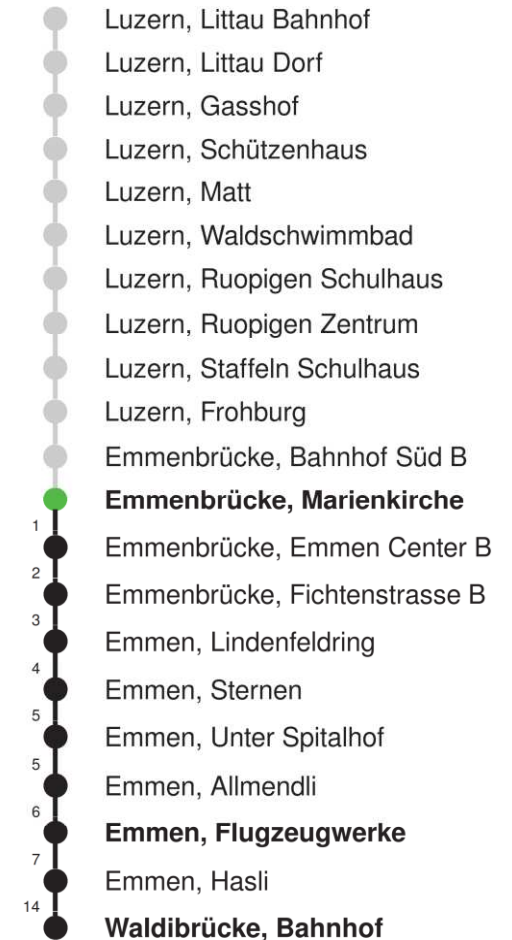 Luzern, Littau Bahnhof
Luzern, Littau Dorf
Luzern, Gasshof
Luzern, Schützenhaus
Luzern, Matt
Luzern, Waldschwimmbad
Luzern, Ruopigen Schulhaus
Luzern, Ruopigen Zentrum
Luzern, Staffeln Schulhaus
Luzern, Frohburg
Emmenbrücke, Bahnhof Süd B
Emmenbrücke, Marienkirche
1 Emmenbrücke, Emmen Center B
2 Emmenbrücke, Fichtenstrasse B
3 Emmen, Lindenfeldring
4 Emmen, Sternen
5 Emmen, Unter Spitalhof
5 Emmen, Allmendli
6 Emmen, Flugzeugwerke
7 Emmen, Hasli
14 Waldibrücke, Bahnhof